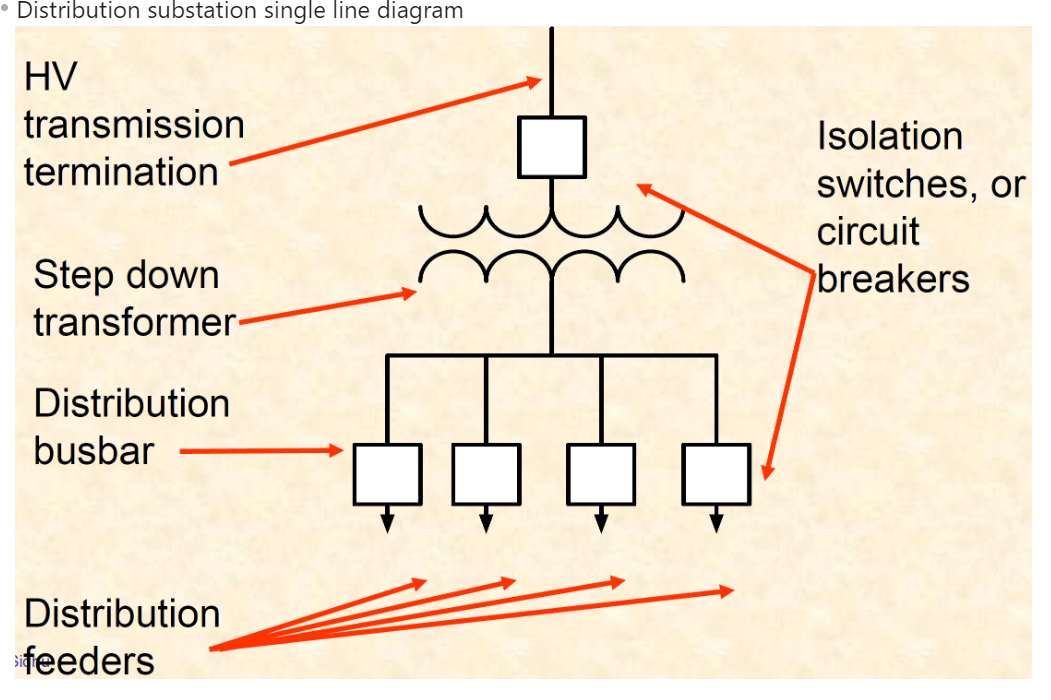 • Distribution substation single line diagram
HV
transmission
termination
Isolation
switches, or
circuit
breakers
Step down
transformer
Distribution
busbar
Distribution
feeders